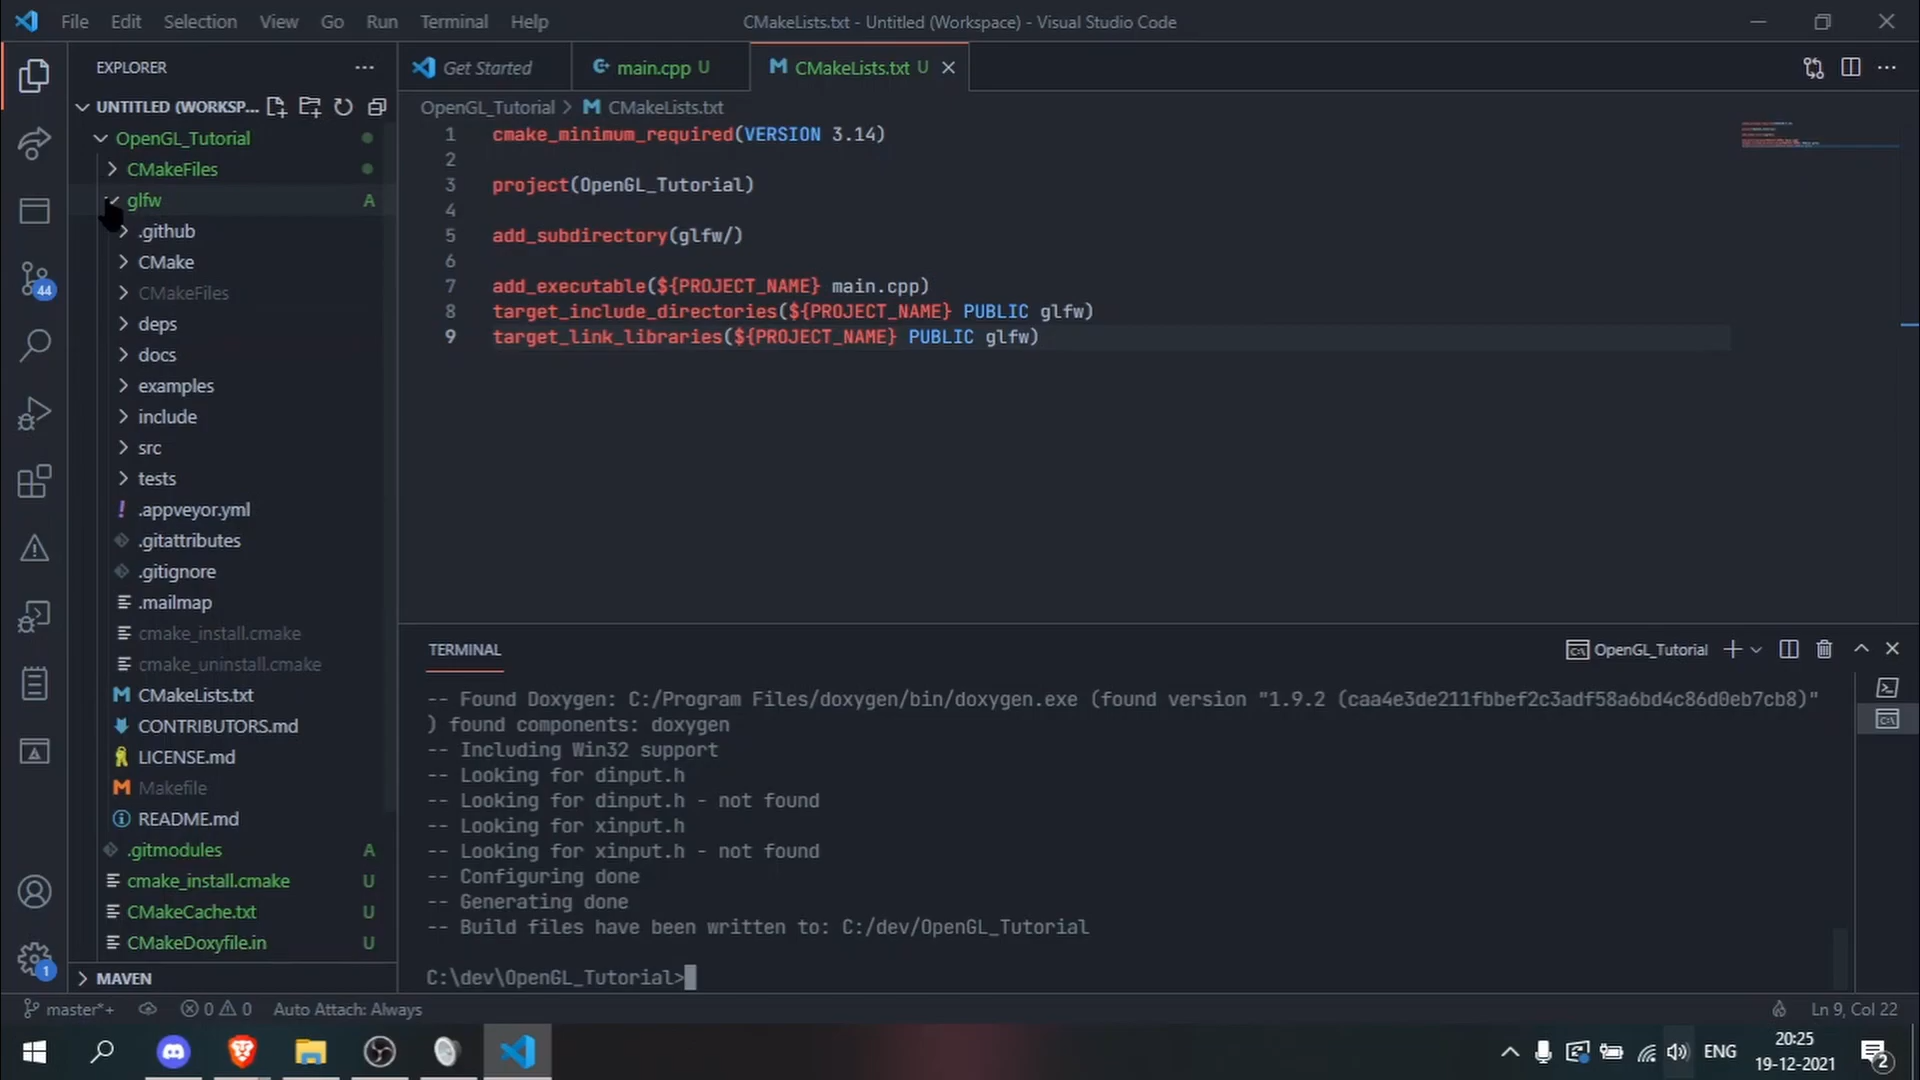 File Edit Selection View Go Run Terminal Help
CMakeLists.txt - Untitled (Workspace) - Visual Studio Code
EXPLORER
UNTITLED (WORKSP...
OpenGL_Tutorial
CMakeFiles
glfw A
.github
CMake
CMakeFiles
deps
docs
examples
include
src
tests
.appveyor.yml
.gitattributes
.gitignore
.mailmap
cmake_install.cmake
cmake_uninstall.cmake
CMakeLists.txt
CONTRIBUTORS.md
LICENSE.md
Makefile
README.md
.gitmodules A
cmake_install.cmake U
CMakeCache.txt U
CMakeDoxyfile.in U
MAVEN
44
1
Get Started
main.cpp U
CMakeLists.txt U
OpenGL_Tutorial > CMakeLists.txt
1 cmake_minimum_required(VERSION 3.14)
2
3 project(OpenGL_Tutorial)
4
5 add_subdirectory(glfw/)
6
7 add_executable(${PROJECT_NAME} main.cpp)
8 target_include_directories(${PROJECT_NAME} PUBLIC glfw)
9 target_link_libraries(${PROJECT_NAME} PUBLIC glfw)
TERMINAL
OpenGL_Tutorial
-- Found Doxygen: C:/Program Files/doxygen/bin/doxygen.exe (found version "1.9.2 (caa4e3de211fbbef2c3adf58a6bd4c86d0eb7cb8)"
) found components: doxygen
-- Including Win32 support
-- Looking for dinput.h
-- Looking for dinput.h - not found
-- Looking for xinput.h
-- Looking for xinput.h - not found
-- Configuring done
-- Generating done
-- Build files have been written to: C:/dev/OpenGL_Tutorial
C:\dev\OpenGL_Tutorial>
master*+ 0 0 Auto Attach: Always
Ln 9, Col 22
ENG
20:25
19-12-2021
2